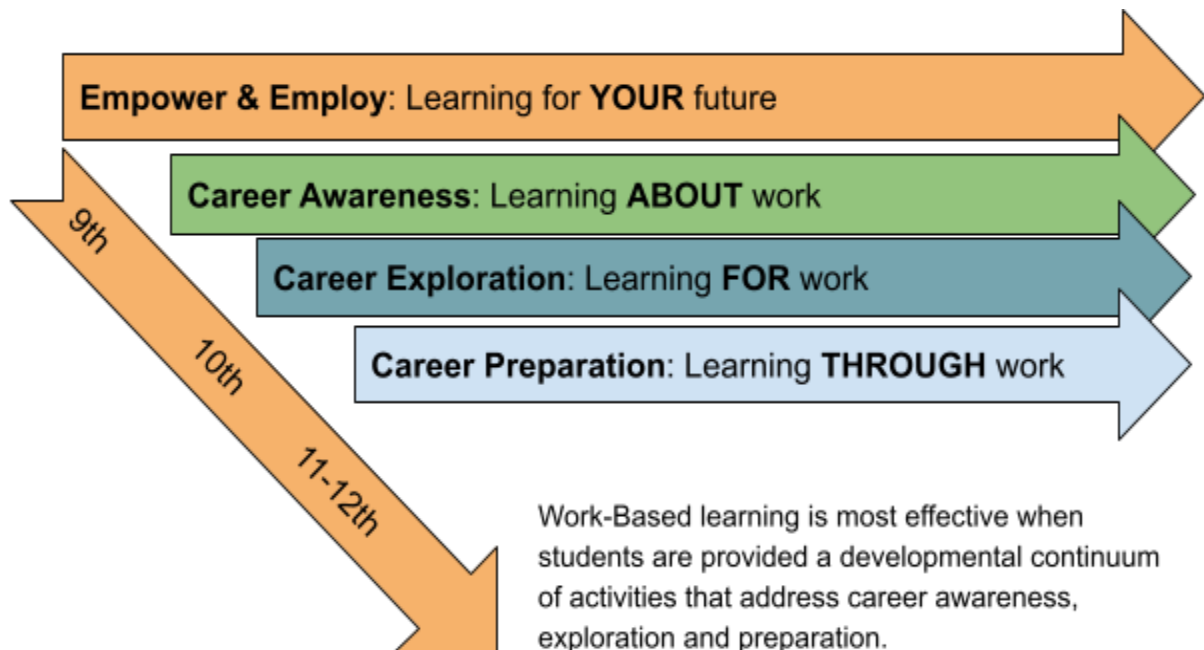 Empower & Employ: Learning for YOUR future
Career Awareness: Learning ABOUT work
Career Exploration: Learning FOR work
Career Preparation: Learning THROUGH work
9th
10th
11-12th
Work-Based learning is most effective when
students are provided a developmental continuum
of activities that address career awareness,
exploration and preparation.